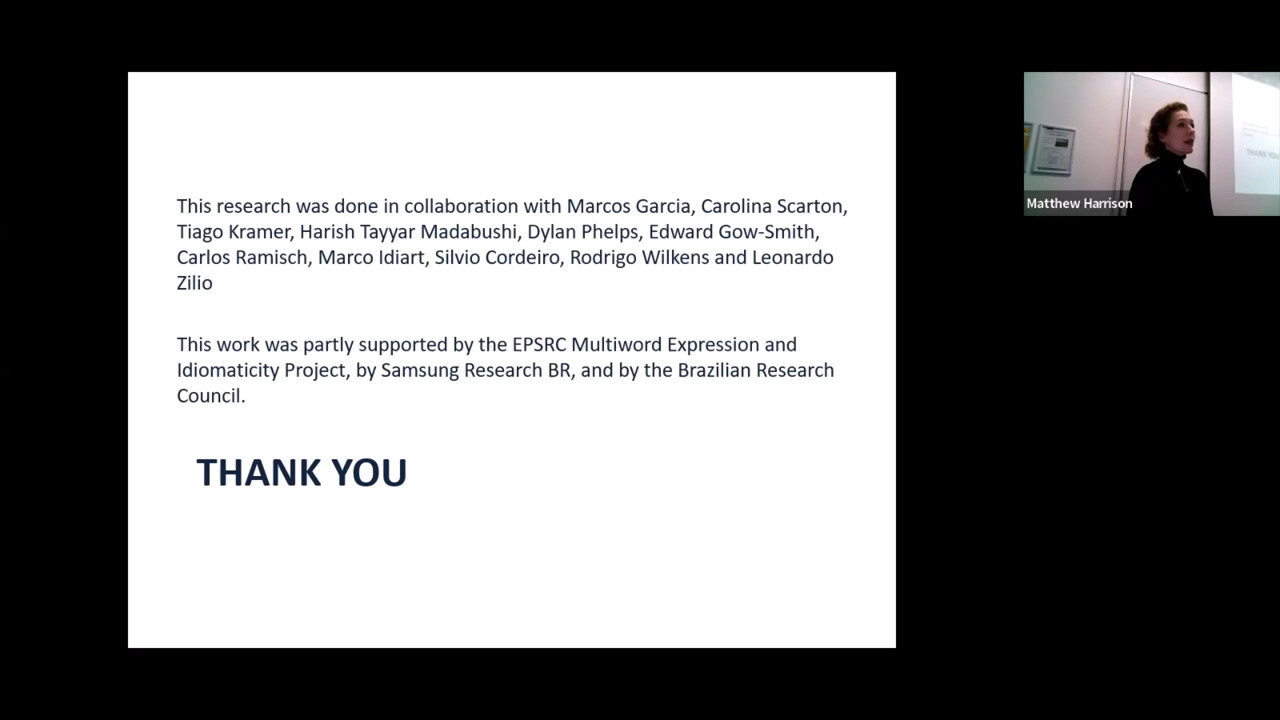 This research was done in collaboration with Marcos Garcia, Carolina Scarton,
Tiago Kramer, Harish Tayyar Madabushi, Dylan Phelps, Edward Gow-Smith,
Carlos Ramisch, Marco Idiart, Silvio Cordeiro, Rodrigo Wilkens and Leonardo
Zilio
This work was partly supported by the EPSRC Multiword Expression and
Idiomaticity Project, by Samsung Research BR, and by the Brazilian Research
Council.
THANK YOU
THANK YOU
Matthew Harrison